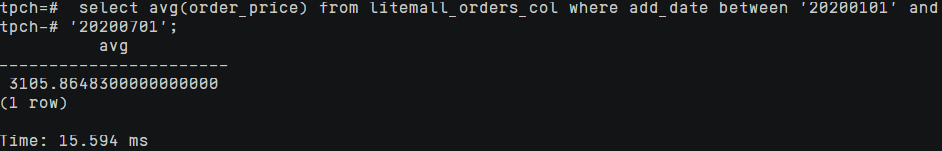 tpch=#  select avg(order_price) from litemall_orders_col where add_date between '20200101' and
tpch-# '20200701';
          avg
-----------------------
 3105.8648300000000000
(1 row)

Time: 15.594 ms